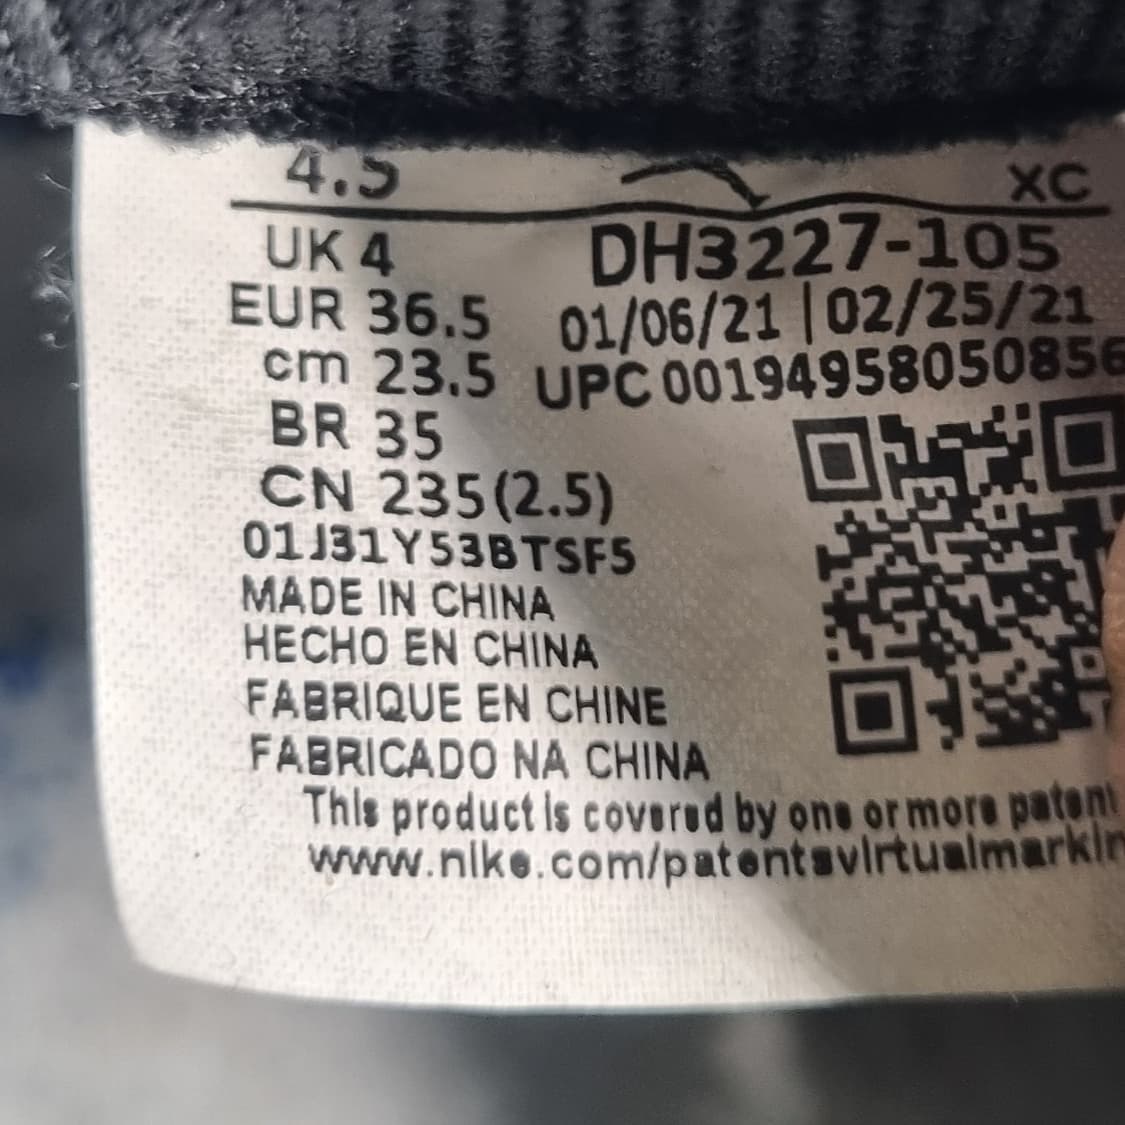 4.5 XC
UK 4 DH3227-105
EUR 36.5 01/06/21 | 02/25/21
cm 23.5 UPC 00194958050856
BR 35
CN 235(2.5)
01J31Y53BTSF5
MADE IN CHINA
HECHO EN CHINA
FABRIQUE EN CHINE
FABRICADO NA CHINA
This product is covered by one or more patent
www.nike.com/patentsvirtualmarkin